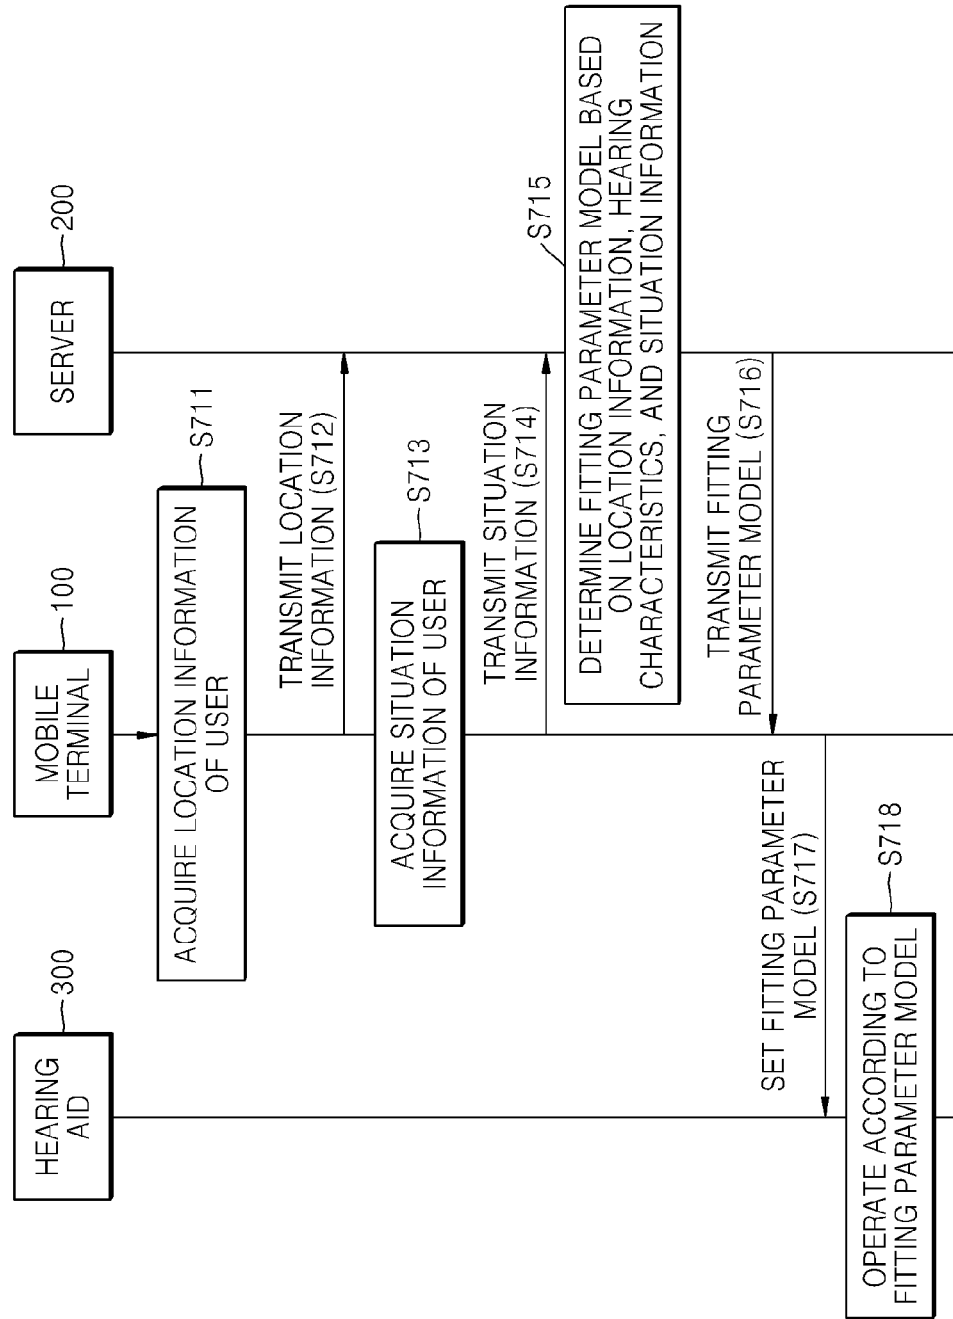 HEARING
AID
300
MOBILE
TERMINAL
100
SERVER
200
ACQUIRE LOCATION INFORMATION
OF USER
S711
TRANSMIT LOCATION
INFORMATION (S712)
ACQUIRE SITUATION
INFORMATION OF USER
S713
TRANSMIT SITUATION
INFORMATION (S714)
S715
DETERMINE FITTING PARAMETER MODEL BASED
ON LOCATION INFORMATION, HEARING
CHARACTERISTICS, AND SITUATION INFORMATION
TRANSMIT FITTING
PARAMETER MODEL (S716)
SET FITTING PARAMETER
MODEL (S717)
OPERATE ACCORDING TO
FITTING PARAMETER MODEL
S718